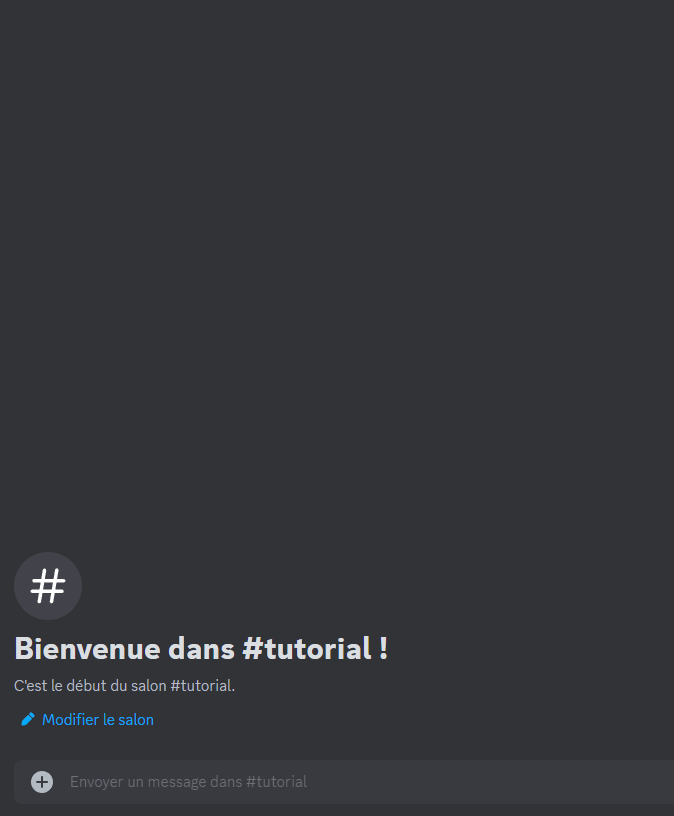 Bienvenue dans #tutorial !
C'est le début du salon #tutorial.
Modifier le salon
Envoyer un message dans #tutorial